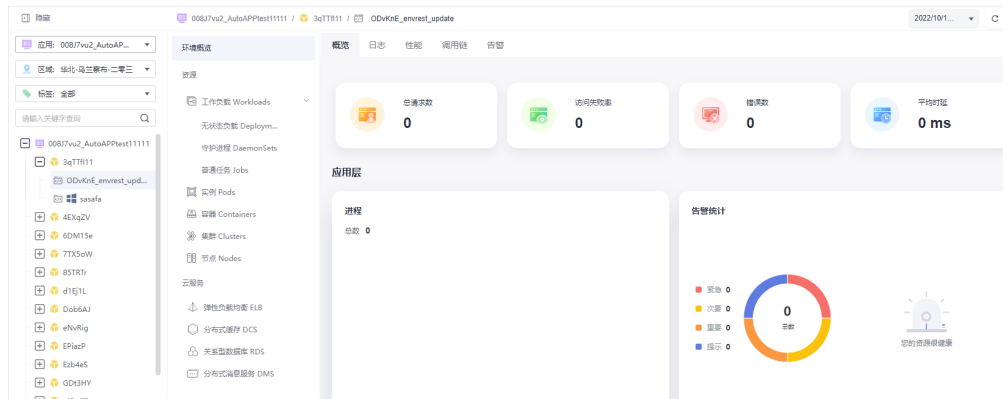 隐藏
008J7vu2_AutoAPPtest11111 / 3qTTfI11 / ODvKnE_envrest_update
2022/10/1...
应用: 008J7vu2_AutoAP...
区域: 华北-乌兰察布-二零三
标签: 全部
请输入关键字查询
008J7vu2_AutoAPPtest11111
3qTTfI11
ODvKnE_envrest_upd...
sasafa
4EXqZV
6DM15e
7TX5oW
85TRTr
d1Ej1L
Dob6AJ
eNvRig
EPiazP
Ezb4eS
GDt3HY
环境概览
资源
工作负载 Workloads
无状态负载 Deploym...
守护进程 DaemonSets
普通任务 Jobs
实例 Pods
容器 Containers
集群 Clusters
节点 Nodes
云服务
弹性负载均衡 ELB
分布式缓存 DCS
关系型数据库 RDS
分布式消息服务 DMS
概览 日志 性能 调用链 告警
总请求数
0
访问失败率
0
错误数
0
平均时延
0 ms
应用层
进程
总数 0
告警统计
紧急 0
次要 0
重要 0
提示 0
0
总数
您的资源很健康